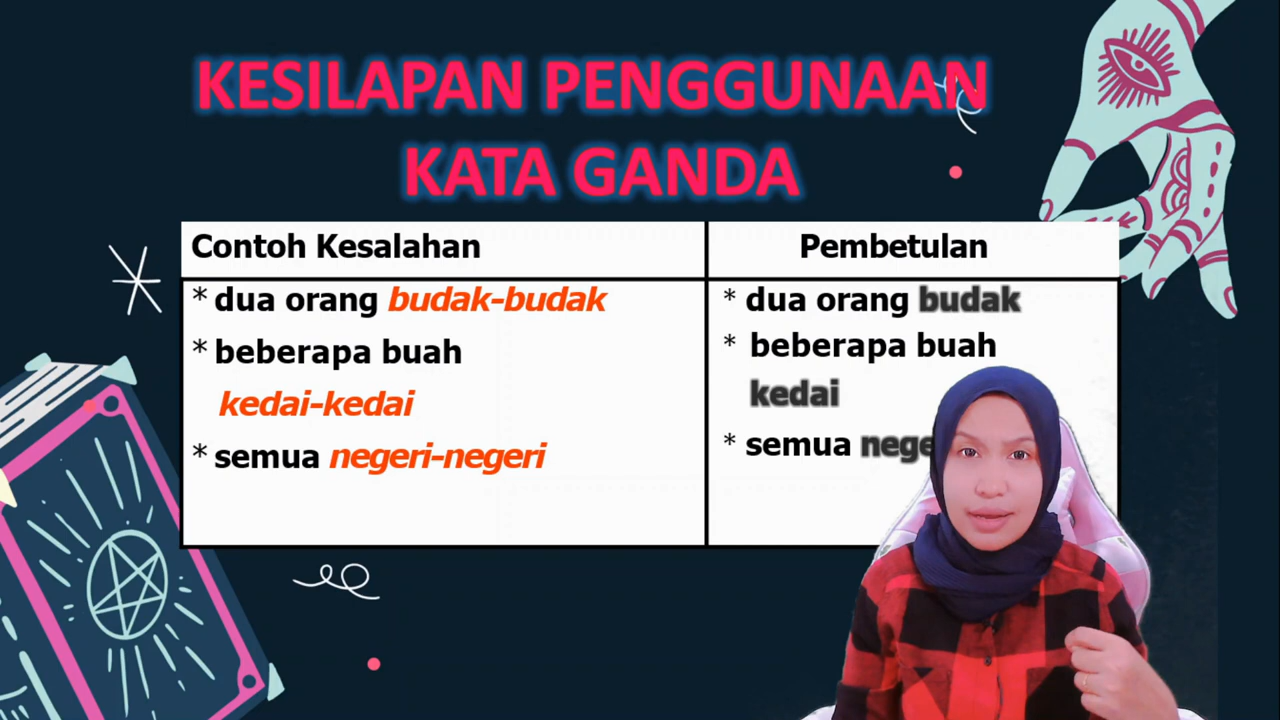 KESILAPAN PENGGUNAAN
KATA GANDA
Contoh Kesalahan
Pembetulan
* dua orang budak-budak
* beberapa buah
kedai-kedai
* semua negeri-negeri
* dua orang budak
* beberapa buah
kedai
* semua